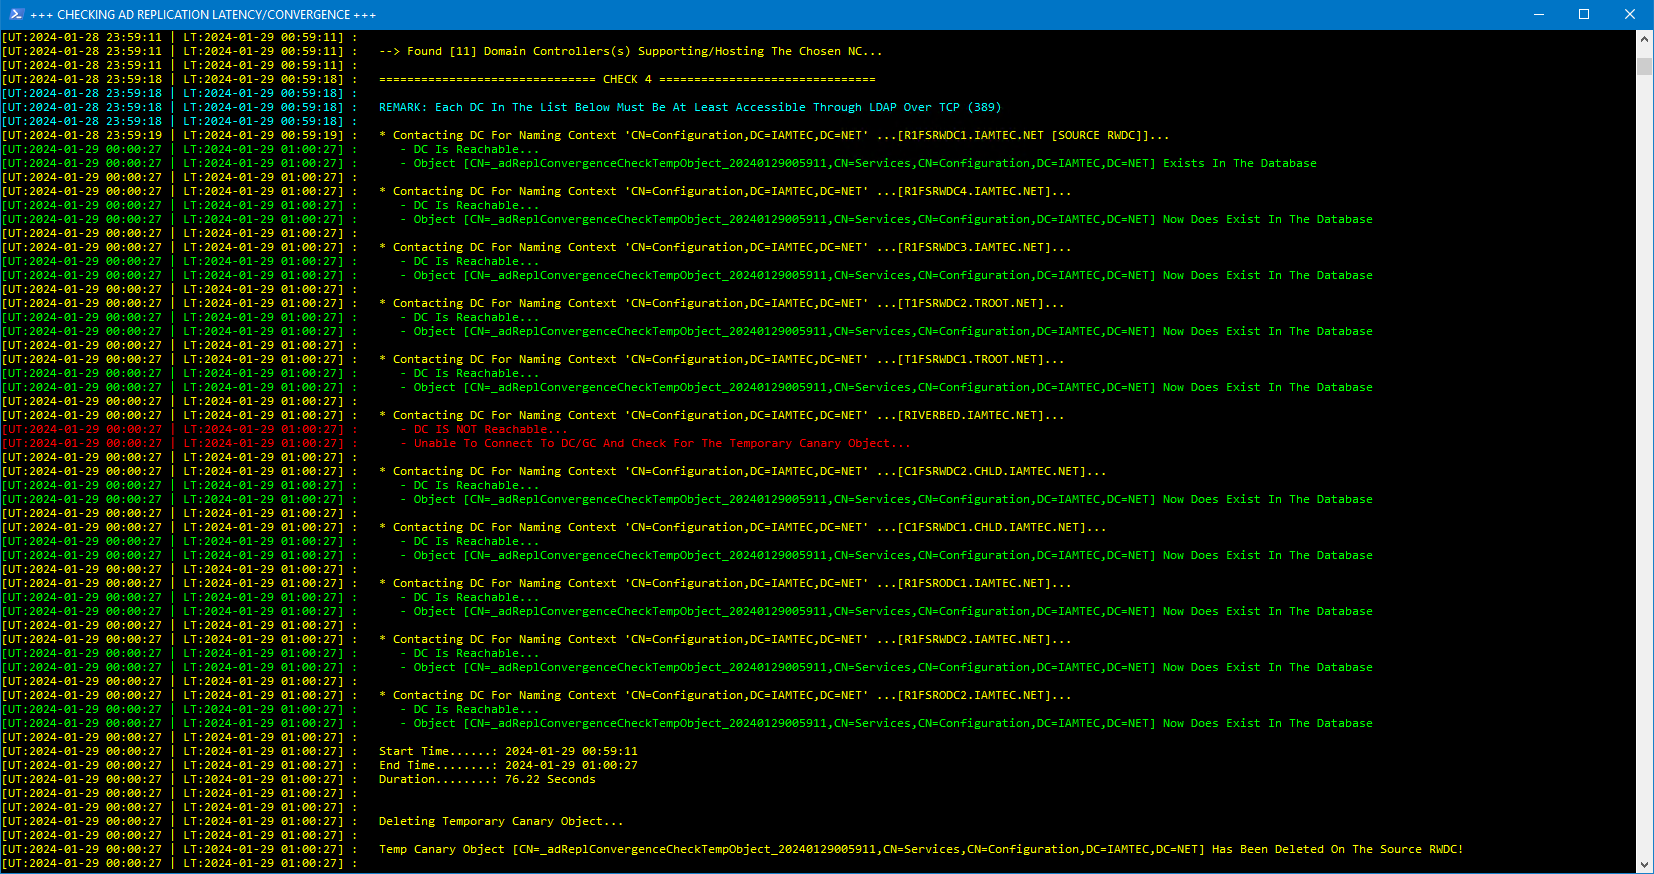 +++ CHECKING AD REPLICATION LATENCY/CONVERGENCE +++
[UT:2024-01-28 23:59:11 | LT:2024-01-29 00:59:11] :
[UT:2024-01-28 23:59:11 | LT:2024-01-29 00:59:11] :   --> Found [11] Domain Controllers(s) Supporting/Hosting The Chosen NC...
[UT:2024-01-28 23:59:11 | LT:2024-01-29 00:59:11] :
[UT:2024-01-28 23:59:18 | LT:2024-01-29 00:59:18] :   =============================== CHECK 4 ===============================
[UT:2024-01-28 23:59:18 | LT:2024-01-29 00:59:18] :
[UT:2024-01-28 23:59:18 | LT:2024-01-29 00:59:18] :   REMARK: Each DC In The List Below Must Be At Least Accessible Through LDAP Over TCP (389)
[UT:2024-01-28 23:59:18 | LT:2024-01-29 00:59:18] :
[UT:2024-01-28 23:59:19 | LT:2024-01-29 00:59:19] :   * Contacting DC For Naming Context 'CN=Configuration,DC=IAMTEC,DC=NET' ...[R1FSRWDC1.IAMTEC.NET [SOURCE RWDC]]...
[UT:2024-01-29 00:00:27 | LT:2024-01-29 01:00:27] :      - DC Is Reachable...
[UT:2024-01-29 00:00:27 | LT:2024-01-29 01:00:27] :      - Object [CN=_adReplConvergenceCheckTempObject_20240129005911,CN=Services,CN=Configuration,DC=IAMTEC,DC=NET] Exists In The Database
[UT:2024-01-29 00:00:27 | LT:2024-01-29 01:00:27] :
[UT:2024-01-29 00:00:27 | LT:2024-01-29 01:00:27] :   * Contacting DC For Naming Context 'CN=Configuration,DC=IAMTEC,DC=NET' ...[R1FSRWDC4.IAMTEC.NET]...
[UT:2024-01-29 00:00:27 | LT:2024-01-29 01:00:27] :      - DC Is Reachable...
[UT:2024-01-29 00:00:27 | LT:2024-01-29 01:00:27] :      - Object [CN=_adReplConvergenceCheckTempObject_20240129005911,CN=Services,CN=Configuration,DC=IAMTEC,DC=NET] Now Does Exist In The Database
[UT:2024-01-29 00:00:27 | LT:2024-01-29 01:00:27] :
[UT:2024-01-29 00:00:27 | LT:2024-01-29 01:00:27] :   * Contacting DC For Naming Context 'CN=Configuration,DC=IAMTEC,DC=NET' ...[R1FSRWDC3.IAMTEC.NET]...
[UT:2024-01-29 00:00:27 | LT:2024-01-29 01:00:27] :      - DC Is Reachable...
[UT:2024-01-29 00:00:27 | LT:2024-01-29 01:00:27] :      - Object [CN=_adReplConvergenceCheckTempObject_20240129005911,CN=Services,CN=Configuration,DC=IAMTEC,DC=NET] Now Does Exist In The Database
[UT:2024-01-29 00:00:27 | LT:2024-01-29 01:00:27] :
[UT:2024-01-29 00:00:27 | LT:2024-01-29 01:00:27] :   * Contacting DC For Naming Context 'CN=Configuration,DC=IAMTEC,DC=NET' ...[T1FSRWDC2.TROOT.NET]...
[UT:2024-01-29 00:00:27 | LT:2024-01-29 01:00:27] :      - DC Is Reachable...
[UT:2024-01-29 00:00:27 | LT:2024-01-29 01:00:27] :      - Object [CN=_adReplConvergenceCheckTempObject_20240129005911,CN=Services,CN=Configuration,DC=IAMTEC,DC=NET] Now Does Exist In The Database
[UT:2024-01-29 00:00:27 | LT:2024-01-29 01:00:27] :
[UT:2024-01-29 00:00:27 | LT:2024-01-29 01:00:27] :   * Contacting DC For Naming Context 'CN=Configuration,DC=IAMTEC,DC=NET' ...[T1FSRWDC1.TROOT.NET]...
[UT:2024-01-29 00:00:27 | LT:2024-01-29 01:00:27] :      - DC Is Reachable...
[UT:2024-01-29 00:00:27 | LT:2024-01-29 01:00:27] :      - Object [CN=_adReplConvergenceCheckTempObject_20240129005911,CN=Services,CN=Configuration,DC=IAMTEC,DC=NET] Now Does Exist In The Database
[UT:2024-01-29 00:00:27 | LT:2024-01-29 01:00:27] :
[UT:2024-01-29 00:00:27 | LT:2024-01-29 01:00:27] :   * Contacting DC For Naming Context 'CN=Configuration,DC=IAMTEC,DC=NET' ...[RIVERBED.IAMTEC.NET]...
[UT:2024-01-29 00:00:27 | LT:2024-01-29 01:00:27] :      - DC IS NOT Reachable...
[UT:2024-01-29 00:00:27 | LT:2024-01-29 01:00:27] :      - Unable To Connect To DC/GC And Check For The Temporary Canary Object...
[UT:2024-01-29 00:00:27 | LT:2024-01-29 01:00:27] :
[UT:2024-01-29 00:00:27 | LT:2024-01-29 01:00:27] :   * Contacting DC For Naming Context 'CN=Configuration,DC=IAMTEC,DC=NET' ...[C1FSRWDC2.CHLD.IAMTEC.NET]...
[UT:2024-01-29 00:00:27 | LT:2024-01-29 01:00:27] :      - DC Is Reachable...
[UT:2024-01-29 00:00:27 | LT:2024-01-29 01:00:27] :      - Object [CN=_adReplConvergenceCheckTempObject_20240129005911,CN=Services,CN=Configuration,DC=IAMTEC,DC=NET] Now Does Exist In The Database
[UT:2024-01-29 00:00:27 | LT:2024-01-29 01:00:27] :
[UT:2024-01-29 00:00:27 | LT:2024-01-29 01:00:27] :   * Contacting DC For Naming Context 'CN=Configuration,DC=IAMTEC,DC=NET' ...[C1FSRWDC1.CHLD.IAMTEC.NET]...
[UT:2024-01-29 00:00:27 | LT:2024-01-29 01:00:27] :      - DC Is Reachable...
[UT:2024-01-29 00:00:27 | LT:2024-01-29 01:00:27] :      - Object [CN=_adReplConvergenceCheckTempObject_20240129005911,CN=Services,CN=Configuration,DC=IAMTEC,DC=NET] Now Does Exist In The Database
[UT:2024-01-29 00:00:27 | LT:2024-01-29 01:00:27] :
[UT:2024-01-29 00:00:27 | LT:2024-01-29 01:00:27] :   * Contacting DC For Naming Context 'CN=Configuration,DC=IAMTEC,DC=NET' ...[R1FSRODC1.IAMTEC.NET]...
[UT:2024-01-29 00:00:27 | LT:2024-01-29 01:00:27] :      - DC Is Reachable...
[UT:2024-01-29 00:00:27 | LT:2024-01-29 01:00:27] :      - Object [CN=_adReplConvergenceCheckTempObject_20240129005911,CN=Services,CN=Configuration,DC=IAMTEC,DC=NET] Now Does Exist In The Database
[UT:2024-01-29 00:00:27 | LT:2024-01-29 01:00:27] :
[UT:2024-01-29 00:00:27 | LT:2024-01-29 01:00:27] :   * Contacting DC For Naming Context 'CN=Configuration,DC=IAMTEC,DC=NET' ...[R1FSRWDC2.IAMTEC.NET]...
[UT:2024-01-29 00:00:27 | LT:2024-01-29 01:00:27] :      - DC Is Reachable...
[UT:2024-01-29 00:00:27 | LT:2024-01-29 01:00:27] :      - Object [CN=_adReplConvergenceCheckTempObject_20240129005911,CN=Services,CN=Configuration,DC=IAMTEC,DC=NET] Now Does Exist In The Database
[UT:2024-01-29 00:00:27 | LT:2024-01-29 01:00:27] :
[UT:2024-01-29 00:00:27 | LT:2024-01-29 01:00:27] :   * Contacting DC For Naming Context 'CN=Configuration,DC=IAMTEC,DC=NET' ...[R1FSRODC2.IAMTEC.NET]...
[UT:2024-01-29 00:00:27 | LT:2024-01-29 01:00:27] :      - DC Is Reachable...
[UT:2024-01-29 00:00:27 | LT:2024-01-29 01:00:27] :      - Object [CN=_adReplConvergenceCheckTempObject_20240129005911,CN=Services,CN=Configuration,DC=IAMTEC,DC=NET] Now Does Exist In The Database
[UT:2024-01-29 00:00:27 | LT:2024-01-29 01:00:27] :
[UT:2024-01-29 00:00:27 | LT:2024-01-29 01:00:27] :   Start Time......: 2024-01-29 00:59:11
[UT:2024-01-29 00:00:27 | LT:2024-01-29 01:00:27] :   End Time........: 2024-01-29 01:00:27
[UT:2024-01-29 00:00:27 | LT:2024-01-29 01:00:27] :   Duration........: 76.22 Seconds
[UT:2024-01-29 00:00:27 | LT:2024-01-29 01:00:27] :
[UT:2024-01-29 00:00:27 | LT:2024-01-29 01:00:27] :
[UT:2024-01-29 00:00:27 | LT:2024-01-29 01:00:27] :   Deleting Temporary Canary Object...
[UT:2024-01-29 00:00:27 | LT:2024-01-29 01:00:27] :
[UT:2024-01-29 00:00:27 | LT:2024-01-29 01:00:27] :   Temp Canary Object [CN=_adReplConvergenceCheckTempObject_20240129005911,CN=Services,CN=Configuration,DC=IAMTEC,DC=NET] Has Been Deleted On The Source RWDC!
[UT:2024-01-29 00:00:27 | LT:2024-01-29 01:00:27] :